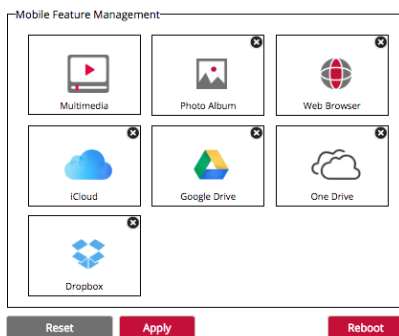 Mobile Feature Management
Multimedia
Photo Album
Web Browser
iCloud
Google Drive
One Drive
Dropbox
Reset
Apply
Reboot